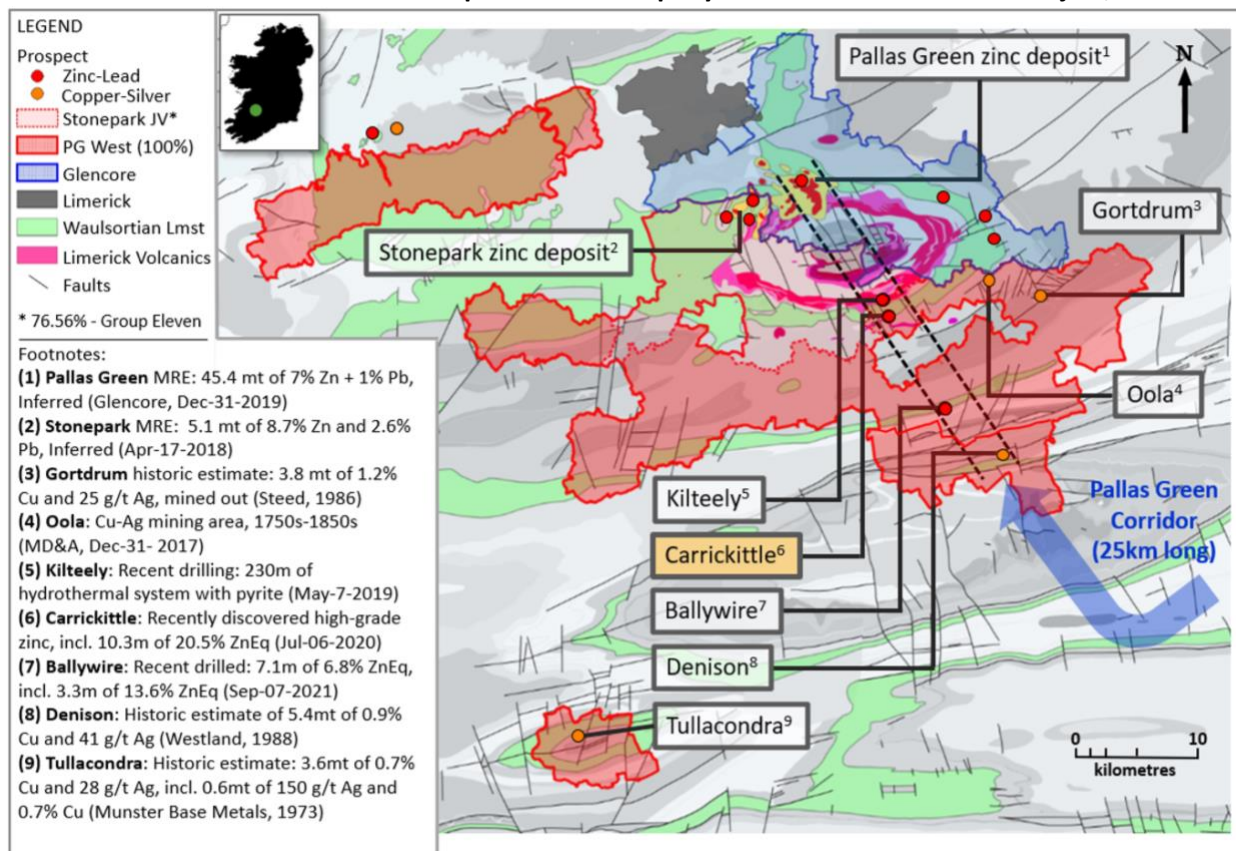 LEGEND
Prospect
Zinc-Lead
Copper-Silver
Stonepark JV*
PG West (100%)
Glencore
Limerick
Waulsortian Lmst
Limerick Volcanics
Faults
* 76.56% - Group Eleven
Footnotes:
(1) Pallas Green MRE: 45.4 mt of 7% Zn + 1% Pb,
Inferred (Glencore, Dec-31-2019)
(2) Stonepark MRE: 5.1 mt of 8.7% Zn and 2.6%
Pb, Inferred (Apr-17-2018)
(3) Gortdrum historic estimate: 3.8 mt of 1.2%
Cu and 25 g/t Ag, mined out (Steed, 1986)
(4) Oola: Cu-Ag mining area, 1750s-1850s
(MD&A, Dec-31- 2017)
(5) Kilteely: Recent drilling: 230m of
hydrothermal system with pyrite (May-7-2019)
(6) Carrickittle: Recently discovered high-grade
zinc, incl. 10.3m of 20.5% ZnEq (Jul-06-2020)
(7) Ballywire: Recent drilled: 7.1m of 6.8% ZnEq,
incl. 3.3m of 13.6% ZnEq (Sep-07-2021)
(8) Denison: Historic estimate of 5.4mt of 0.9%
Cu and 41 g/t Ag (Westland, 1988)
(9) Tullacondra: Historic estimate: 3.6mt of 0.7%
Cu and 28 g/t Ag, incl. 0.6mt of 150 g/t Ag and
0.7% Cu (Munster Base Metals, 1973)
Pallas Green zinc deposit1
N
Gortdrum3
Stonepark zinc deposit2
Oola4
Kilteely5
Pallas Green
Corridor
(25km long)
Carrickittle6
Ballywire7
Denison8
Tullacondra9
0 10
kilometres